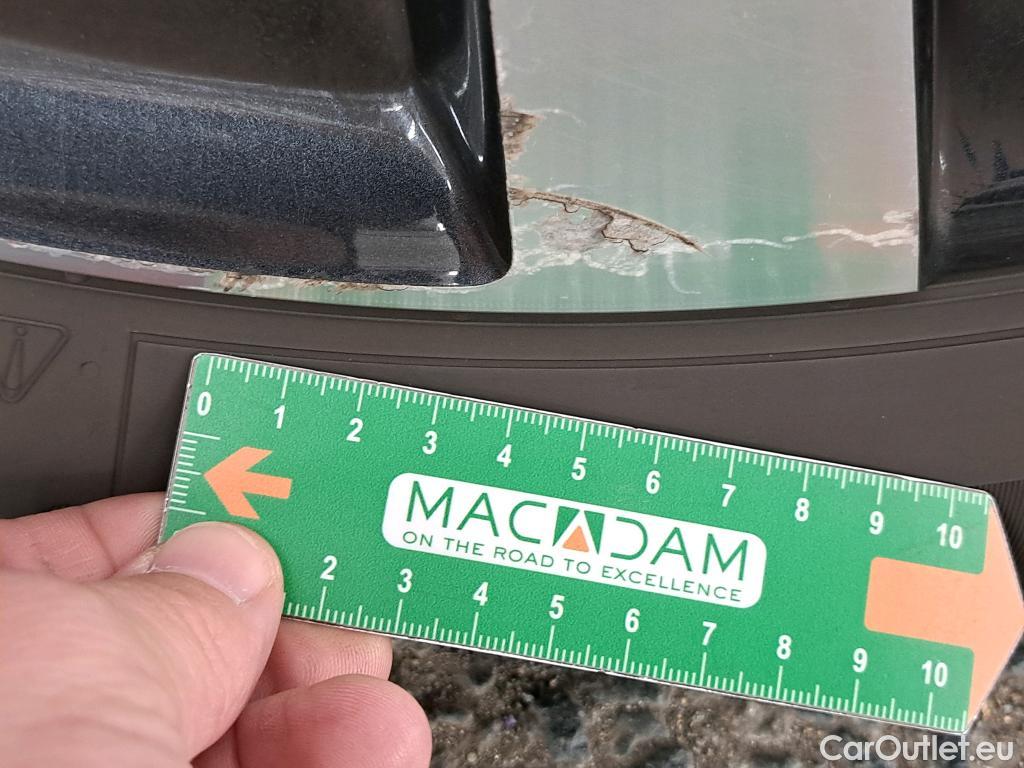 0 1 2 3 4 5 6 7 8 9 10
MACADAM
ON THE ROAD TO EXCELLENCE
2 3 4 5 6 7 8 9 10
CarOutlet.eu